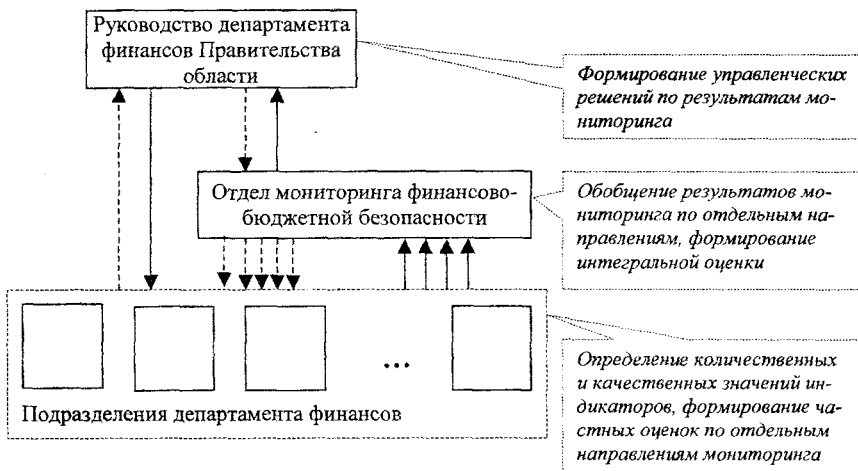 Руководство департамента
финансов Правительства
области
Формирование управленческих
решений по результатам мо-
ниторинга
Отдел мониторинга финансово-
бюджетной безопасности
Обобщение результатов мо-
ниторинга по отдельным на-
правлениям, формирование
интегральной оценки
...
Подразделения департамента финансов
Определение количественных
и качественных значений ин-
дикаторов, формирование ча-
стных оценок по отдельным
направлениям мониторинга